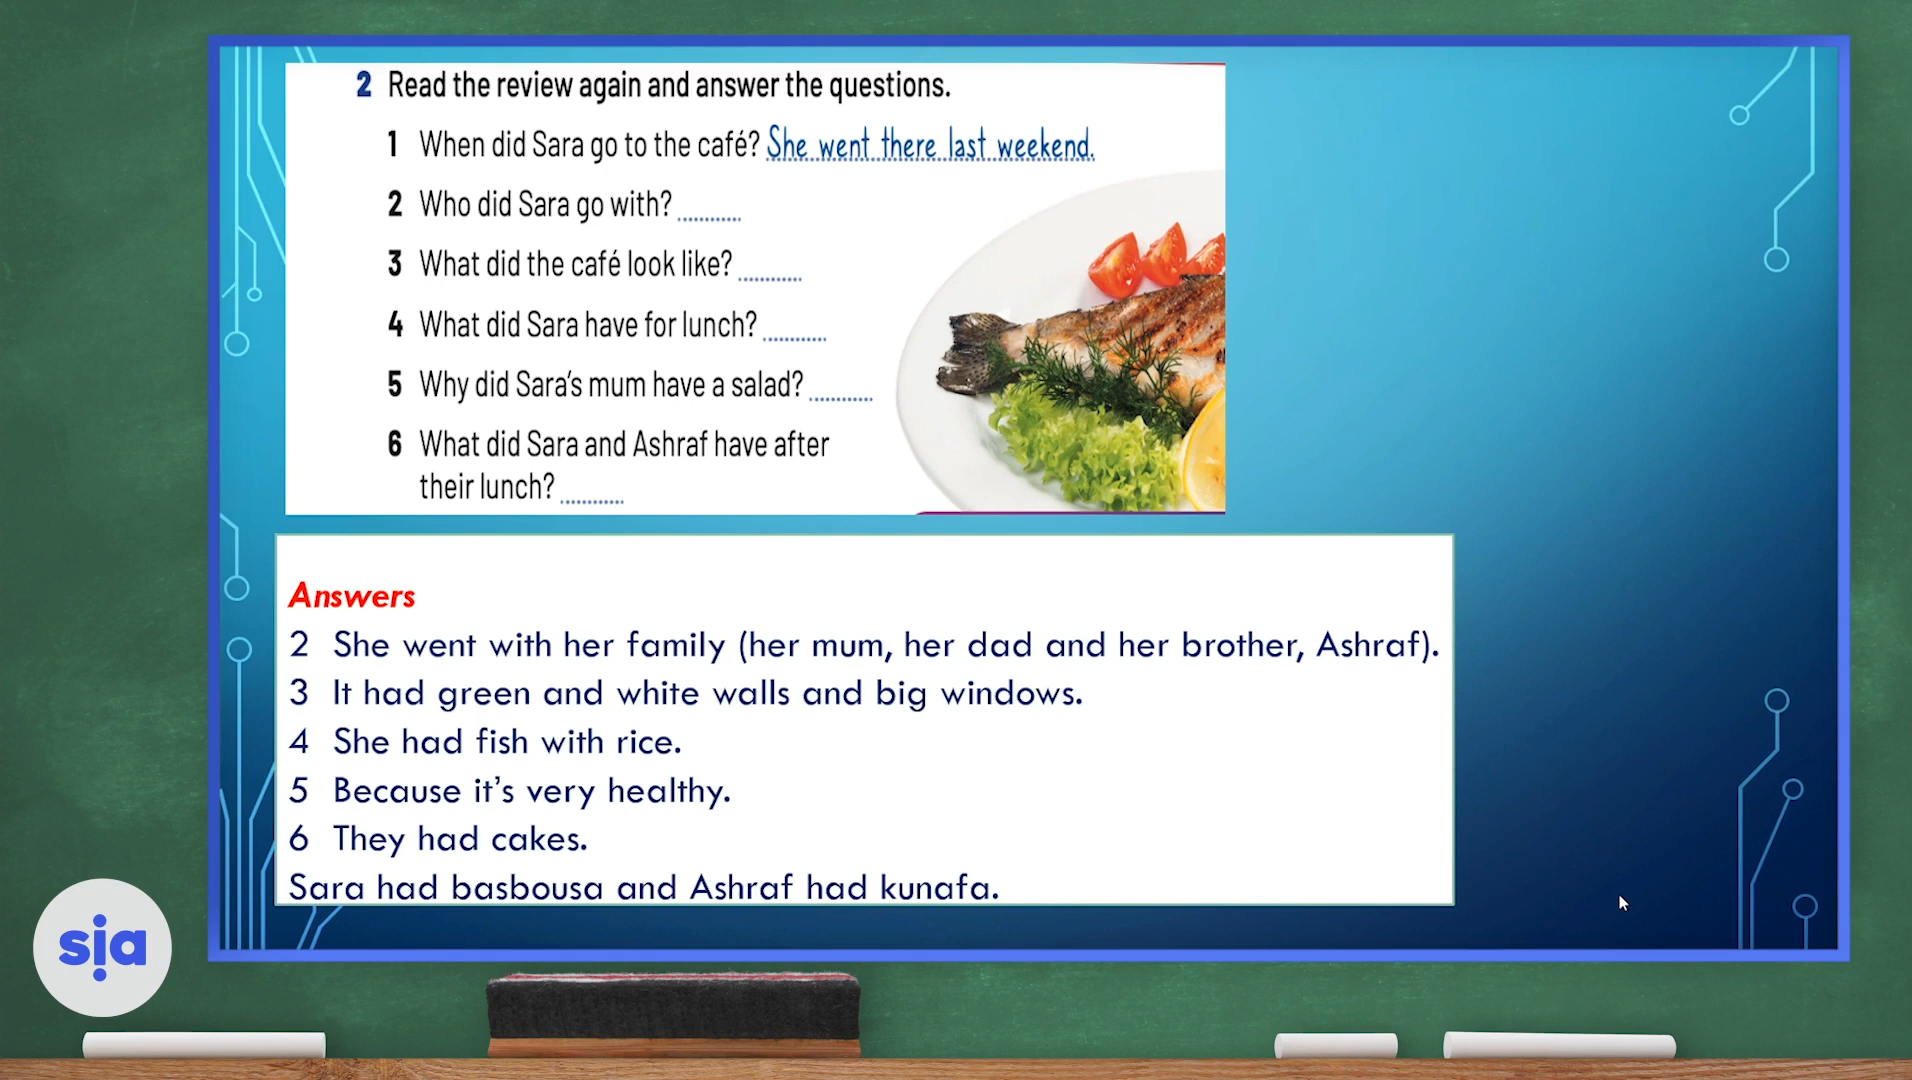 2 Read the review again and answer the questions.
1 When did Sara go to the café? She went there last weekend.
2 Who did Sara go with? ............
3 What did the café look like? ............
4 What did Sara have for lunch? ............
5 Why did Sara's mum have a salad? ............
6 What did Sara and Ashraf have after
their lunch? ............
Answers
2 She went with her family (her mum, her dad and her brother, Ashraf).
3 It had green and white walls and big windows.
4 She had fish with rice.
5 Because it's very healthy.
6 They had cakes.
Sara had basbousa and Ashraf had kunafa.
sia